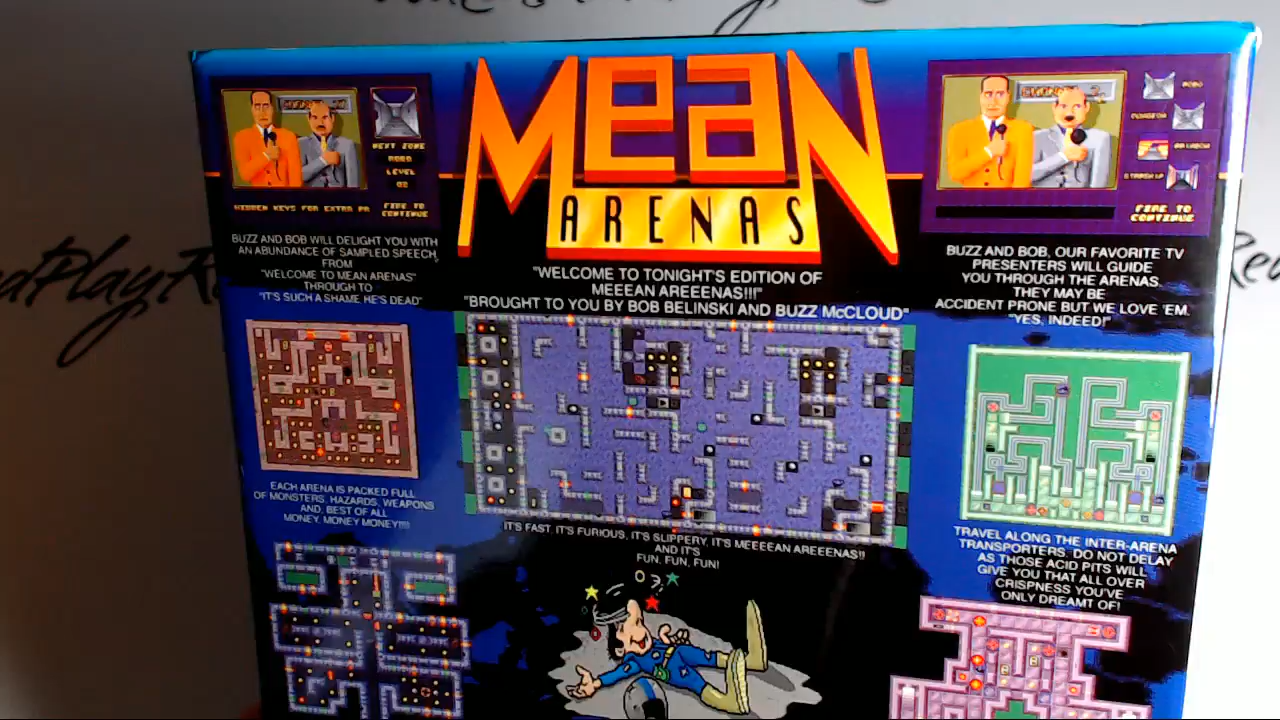 MEAN
ARENAS
NEXT ZONE
ROBO
LEVEL
02
HIDDEN KEYS FOR EXTRA
FIRE TO
CONTINUE
BUZZ AND BOB WILL DELIGHT YOU WITH
AN ABUNDANCE OF SAMPLED SPEECH,
FROM
"WELCOME TO MEAN ARENAS"
THROUGH TO
"IT'S SUCH A SHAME HE'S DEAD"
"WELCOME TO TONIGHT'S EDITION OF
MEEEAN AREEENAS!!!"
"BROUGHT TO YOU BY BOB BELINSKI AND BUZZ McCLOUD"
ROBO
FIRE TO
CONTINUE
BUZZ AND BOB, OUR FAVORITE TV
PRESENTERS WILL GUIDE
YOU THROUGH THE ARENAS.
THEY MAY BE
ACCIDENT PRONE BUT WE LOVE 'EM.
"YES, INDEED!"
EACH ARENA IS PACKED FULL
OF MONSTERS, HAZARDS, WEAPONS
AND, BEST OF ALL
MONEY, MONEY MONEY!!!!
IT'S FAST, IT'S FURIOUS, IT'S SLIPPERY, IT'S MEEEEAN AREEENAS!!
AND IT'S
FUN, FUN, FUN!
TRAVEL ALONG THE INTER-ARENA
TRANSPORTERS. DO NOT DELAY
AS THOSE ACID PITS WILL
GIVE YOU THAT ALL OVER
CRISPNESS YOU'VE
ONLY DREAMT OF!